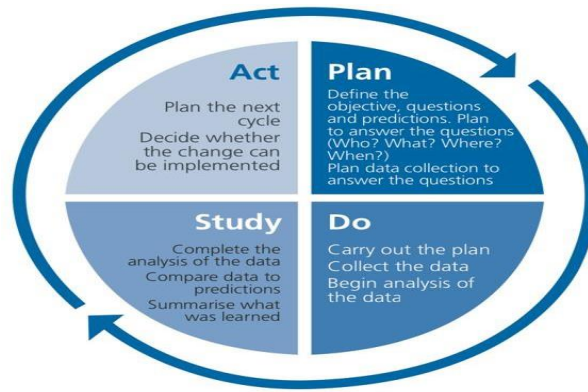 Act
Plan the next
cycle
Decide whether
the change can
be implemented
Plan
Define the
objective, questions
and predictions. Plan
to answer the questions
(Who? What? Where?
When?)
Plan data collection to
answer the questions
Study
Complete the
analysis of the data
Compare data to
predictions
Summarise what
was learned
Do
Carry out the plan
Collect the data
Begin analysis of
the data